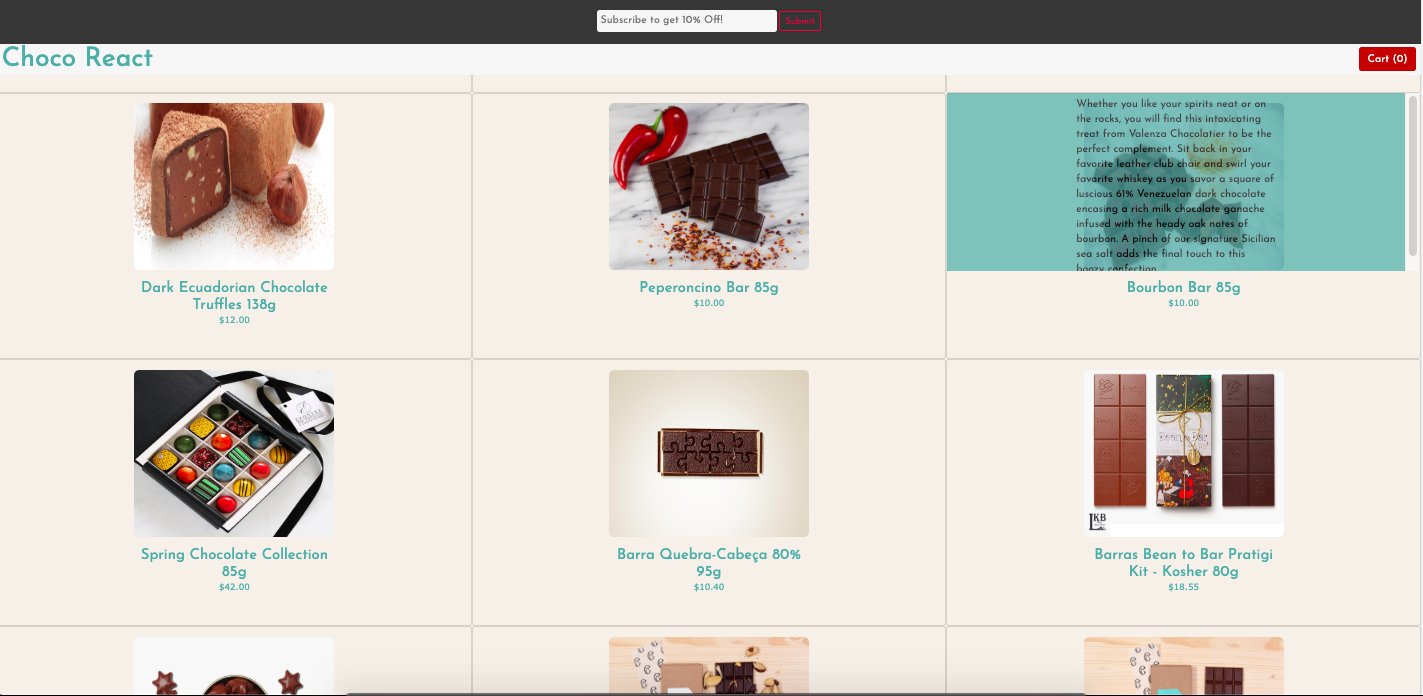 Subscribe to get 10% Off!
Submit
Choco React
Cart (0)
Whether you like your spirits neat or on
the rocks, you will find this intoxicating
treat from Valenza Chocolatier to be the
perfect complement. Sit back in your
favorite leather club chair and swirl your
favorite whiskey as you savor a square of
luscious 61% Venezuelan dark chocolate
encasing a rich milk chocolate ganache
infused with the heady oak notes of
bourbon. A pinch of our signature Sicilian
sea salt adds the final touch to this
boozy confection.
Dark Ecuadorian Chocolate
Truffles 138g
$12.00
Peperoncino Bar 85g
$10.00
Bourbon Bar 85g
$10.00
Spring Chocolate Collection
85g
$42.00
Barra Quebra-Cabeça 80%
95g
$10.40
LKB
Barras Bean to Bar Pratigi
Kit - Kosher 80g
$18.55